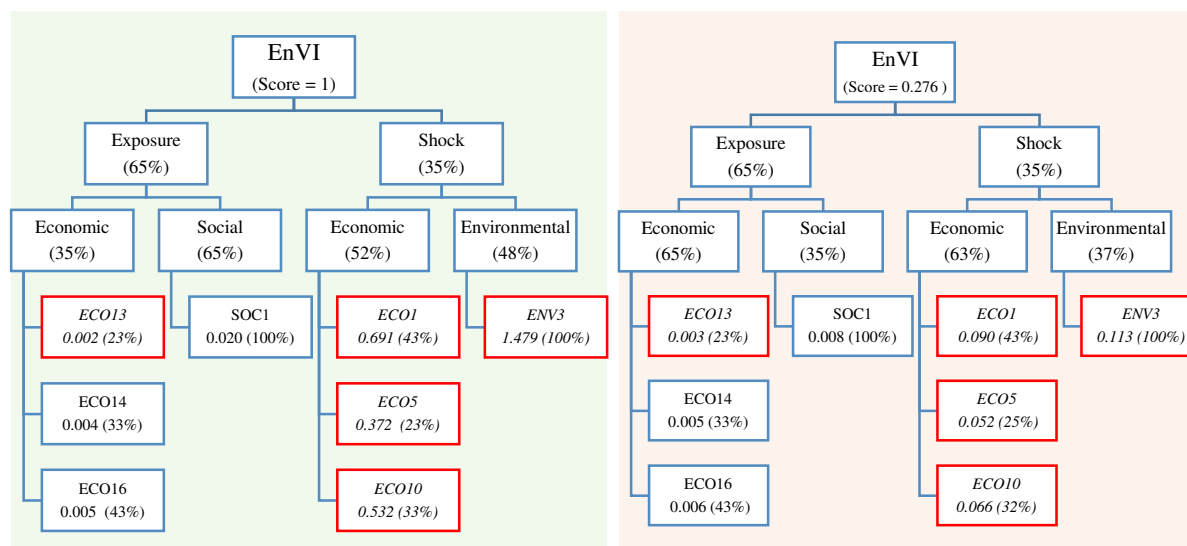 EnVI
(Score = 1)
Exposure
(65%)
Shock
(35%)
Economic
(35%)
Social
(65%)
Economic
(52%)
Environmental
(48%)
ECO13
0.002 (23%)
SOC1
0.020 (100%)
ECO1
0.691 (43%)
ENV3
1.479 (100%)
ECO14
0.004 (33%)
ECO5
0.372 (23%)
ECO16
0.005 (43%)
ECO10
0.532 (33%)
EnVI
(Score = 0.276 )
Exposure
(65%)
Shock
(35%)
Economic
(65%)
Social
(35%)
Economic
(63%)
Environmental
(37%)
ECO13
0.003 (23%)
SOC1
0.008 (100%)
ECO1
0.090 (43%)
ENV3
0.113 (100%)
ECO14
0.005 (33%)
ECO5
0.052 (25%)
ECO16
0.006 (43%)
ECO10
0.066 (32%)